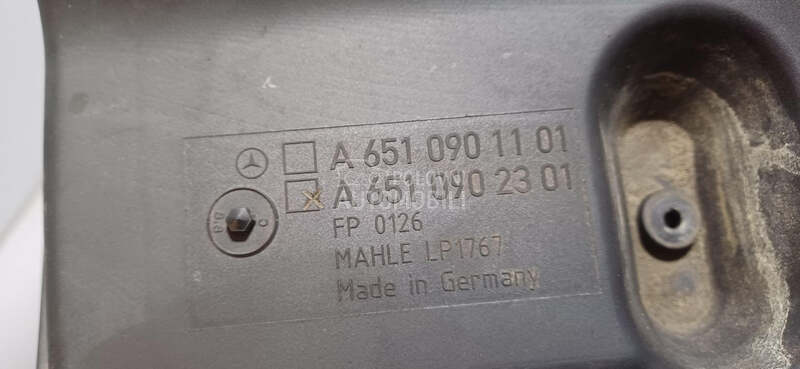 A 651 090 11 01
A 651 090 23 01
FP 0126
MAHLE LP1767
Made in Germany